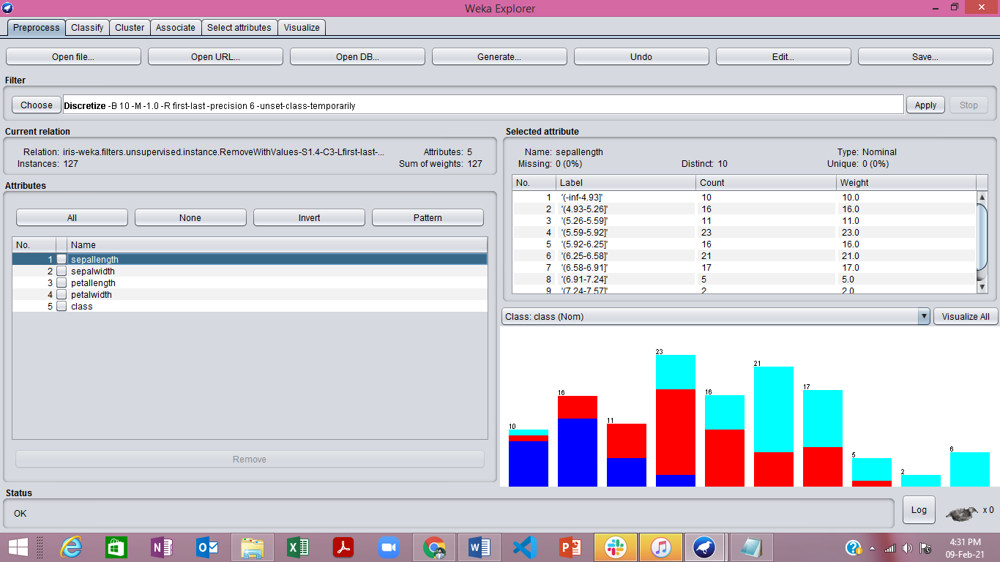 Weka Explorer
Preprocess Classify Cluster Associate Select attributes Visualize
Open file... Open URL... Open DB... Generate... Undo Edit... Save...
Filter
Choose Discretize -B 10 -M -1.0 -R first-last -precision 6 -unset-class-temporarily Apply Stop
Current relation
Relation: iris-weka.filters.unsupervised.instance.RemoveWithValues-S1.4-C3-Lfirst-last-... Attributes: 5
Instances: 127 Sum of weights: 127
Attributes
All None Invert Pattern
No. Name
1 sepallength
2 sepalwidth
3 petallength
4 petalwidth
5 class
Remove
Selected attribute
Name: sepallength Type: Nominal
Missing: 0 (0%) Distinct: 10 Unique: 0 (0%)
No. Label Count Weight
1 '(-inf-4.93]' 10 10.0
2 '(4.93-5.26]' 16 16.0
3 '(5.26-5.59]' 11 11.0
4 '(5.59-5.92]' 23 23.0
5 '(5.92-6.25]' 16 16.0
6 '(6.25-6.58]' 21 21.0
7 '(6.58-6.91]' 17 17.0
8 '(6.91-7.24]' 5 5.0
9 '(7.24-7.57]' 2 2.0
Class: class (Nom) Visualize All
10 16 11 23 16 21 17 5 2 6
Status
OK
Log x 0
4:31 PM
09-Feb-21